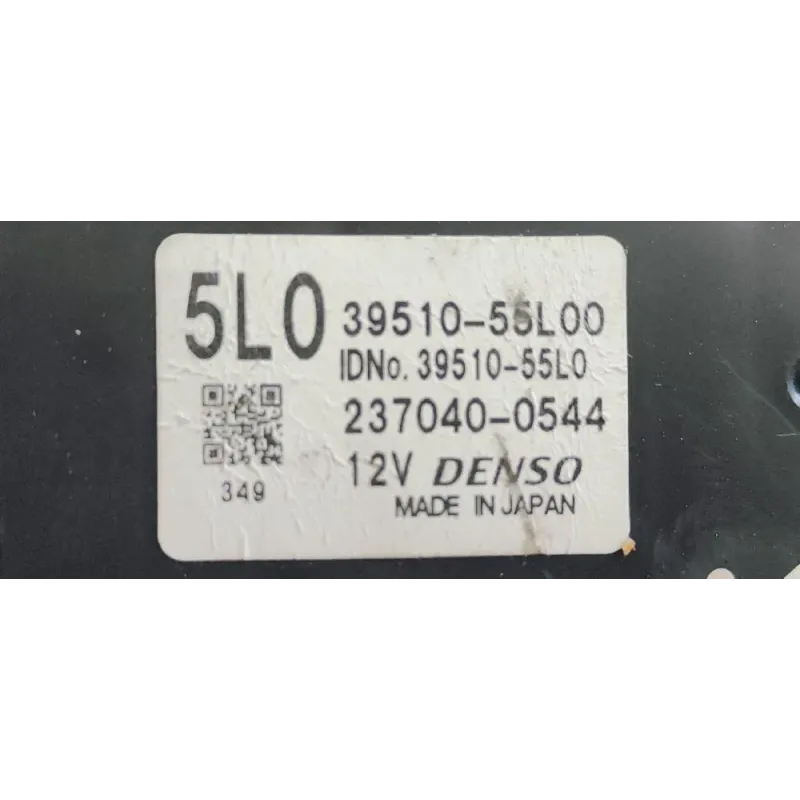 5L0
39510-55L00
IDNo. 39510-55L0
237040-0544
12V DENSO
MADE IN JAPAN
349